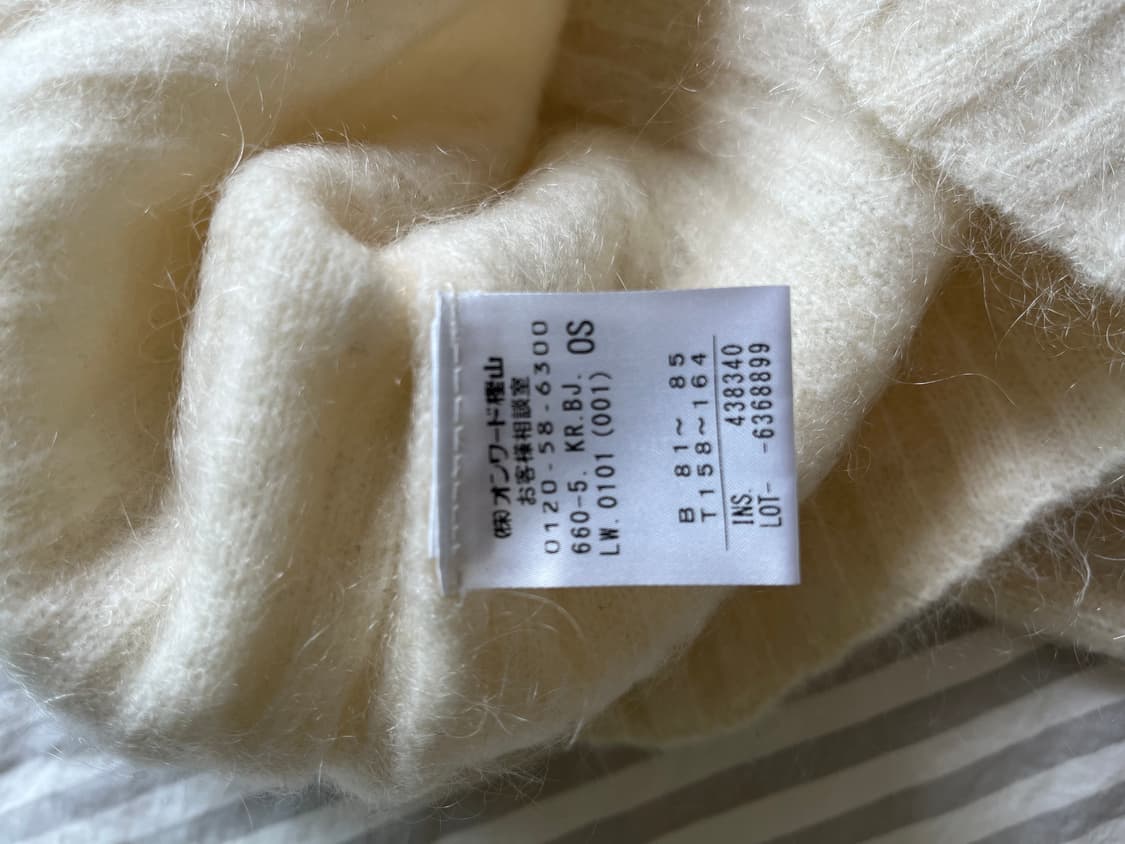 (株)オンワード樫山
お客様相談室
0120-58-6300
660-5. KR.BJ. OS
LW.0101(001)
B 81~ 85
T158~164
INS. 438340
LOT- -6368899